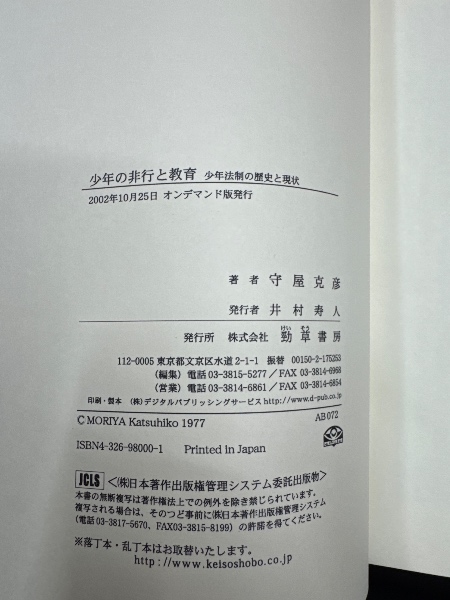 少年の非行と教育 少年法制の歴史と現状
2002年10月25日 オンデマンド版発行
著者 守屋克彦
発行者 井村寿人
けい そう
発行所 株式会社 勁草書房
112-0005 東京都文京区水道2-1-1 振替 00150-2-175253
(編集) 電話03-3815-5277/FAX 03-3814-6968
(営業) 電話03-3814-6861/FAX 03-3814-6854
印刷・製本 (株)デジタルパブリッシングサービス http://www.d-pub.co.jp
© MORIYA Katsuhiko 1977
AB072
ISBN4-326-98000-1 Printed in Japan
JCLS <(株)日本著作出版権管理システム委託出版物>
本書の無断複写は著作権法上での例外を除き禁じられています。
複写される場合は、そのつど事前に(株)日本著作出版権管理システム
(電話03-3817-5670、FAX03-3815-8199)の許諾を得てください。
※落丁本・乱丁本はお取替いたします。
http://www.keisoshobo.co.jp